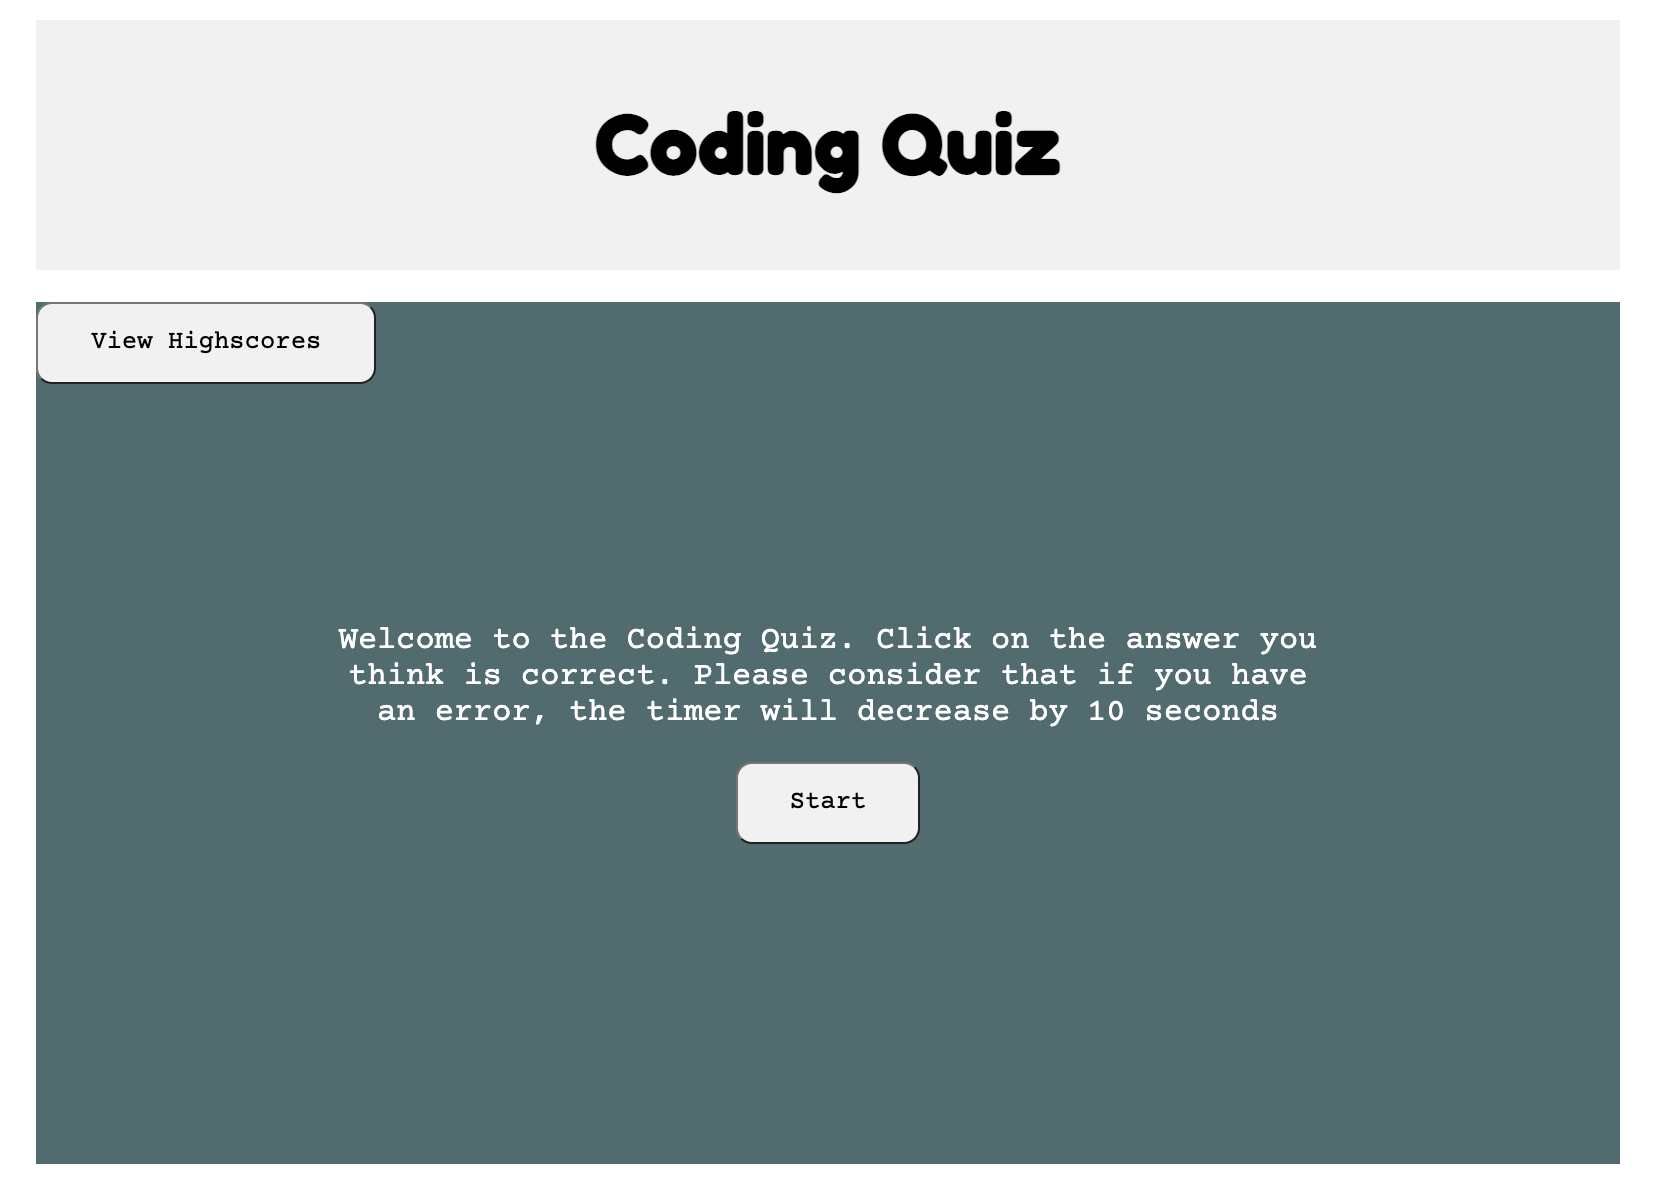 Coding Quiz
View Highscores
Welcome to the Coding Quiz. Click on the answer you
think is correct. Please consider that if you have
an error, the timer will decrease by 10 seconds
Start